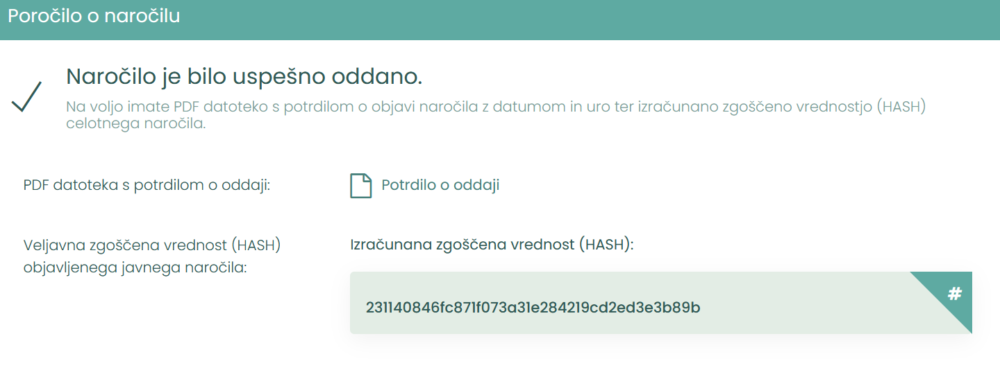 Poročilo o naročilu
Naročilo je bilo uspešno oddano.
Na voljo imate PDF datoteko s potrdilom o objavi naročila z datumom in uro ter izračunano zgoščeno vrednostjo (HASH)
celotnega naročila.
PDF datoteka s potrdilom o oddaji:
Potrdilo o oddaji
Veljavna zgoščena vrednost (HASH)
objavljenega javnega naročila:
Izračunana zgoščena vrednost (HASH):
#
231140846fc871f073a31e284219cd2ed3e3b89b